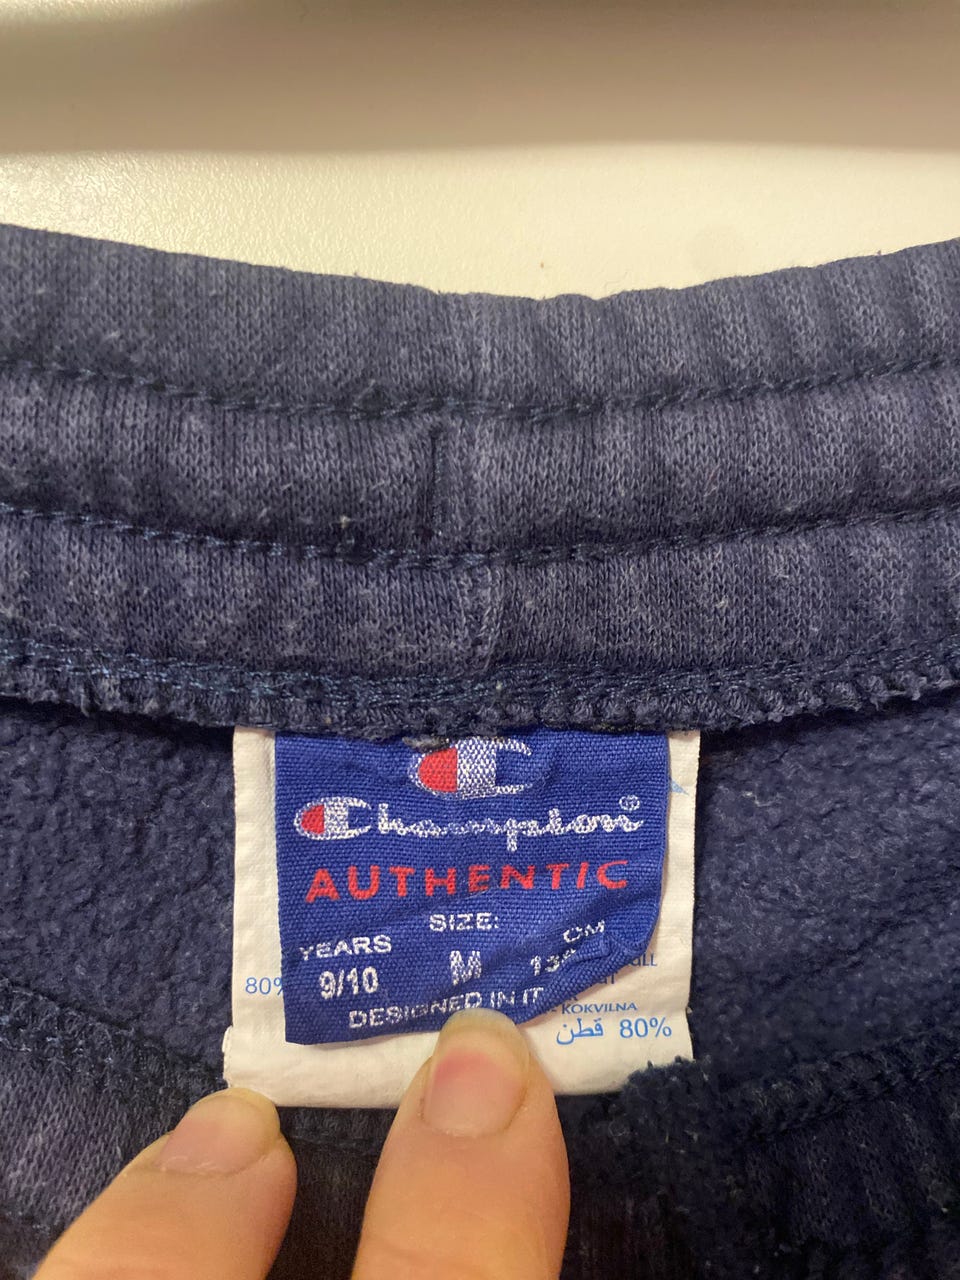 Champion®
AUTHENTIC
SIZE:
YEARS
CM
9/10
M
DESIGNED IN IT
80%
KOKVILNA
قطن 80%